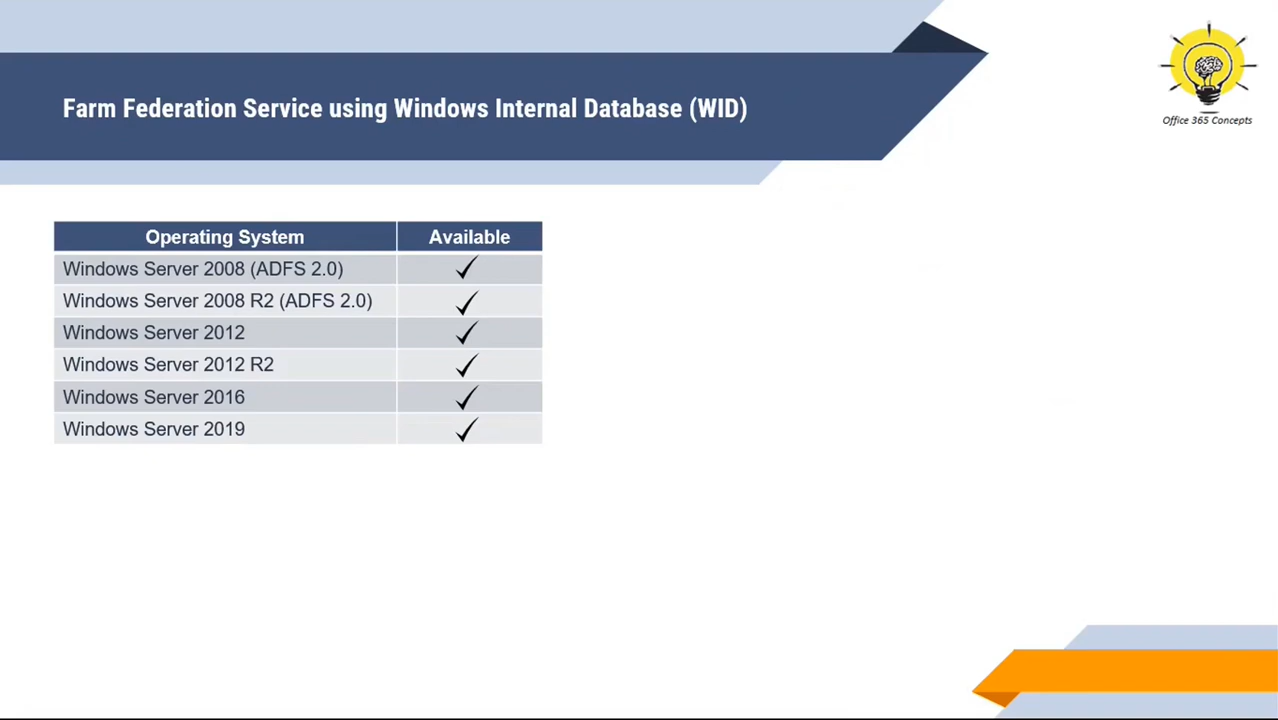 Farm Federation Service using Windows Internal Database (WID)
Office 365 Concepts
Operating System Available
Windows Server 2008 (ADFS 2.0) ✓
Windows Server 2008 R2 (ADFS 2.0) ✓
Windows Server 2012 ✓
Windows Server 2012 R2 ✓
Windows Server 2016 ✓
Windows Server 2019 ✓